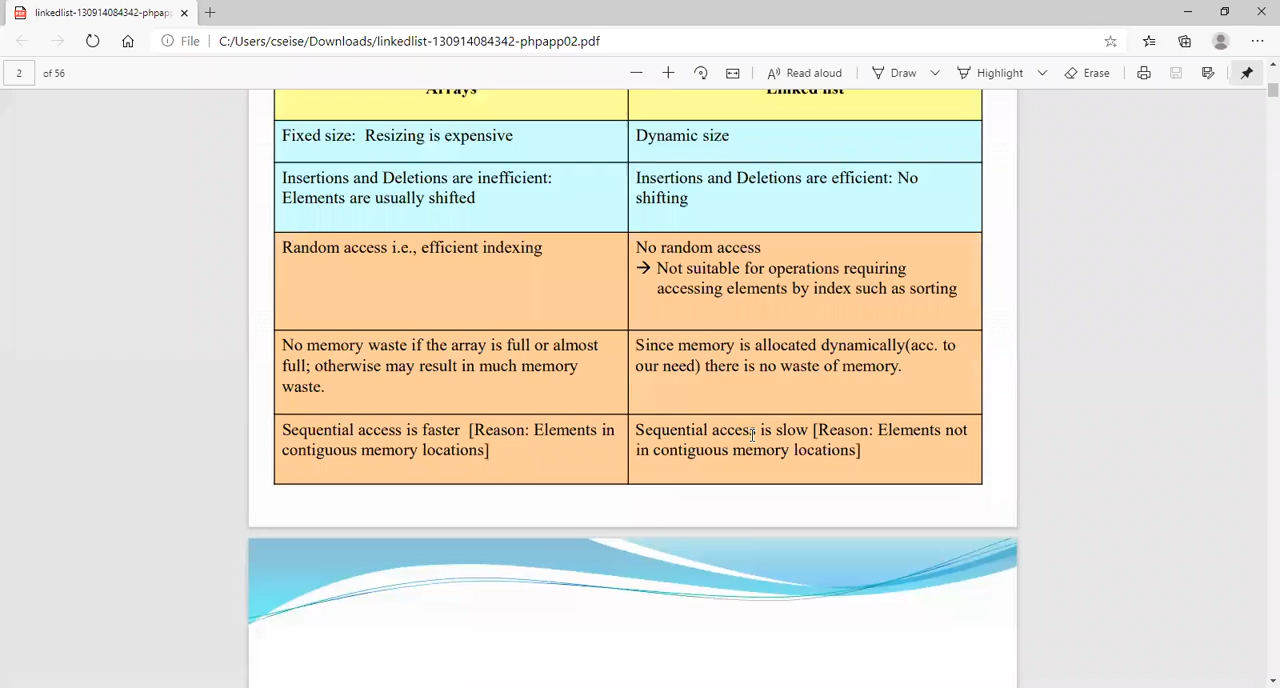 linkedlist-130914084342-phpapp
File
C:/Users/cseise/Downloads/linkedlist-130914084342-phpapp02.pdf
2 of 56
Read aloud
Draw
Highlight
Erase
Arrays
Linked list
Fixed size: Resizing is expensive
Dynamic size
Insertions and Deletions are inefficient:
Elements are usually shifted
Insertions and Deletions are efficient: No
shifting
Random access i.e., efficient indexing
No random access
→ Not suitable for operations requiring
accessing elements by index such as sorting
No memory waste if the array is full or almost
full; otherwise may result in much memory
waste.
Since memory is allocated dynamically(acc. to
our need) there is no waste of memory.
Sequential access is faster [Reason: Elements in
contiguous memory locations]
Sequential access is slow [Reason: Elements not
in contiguous memory locations]